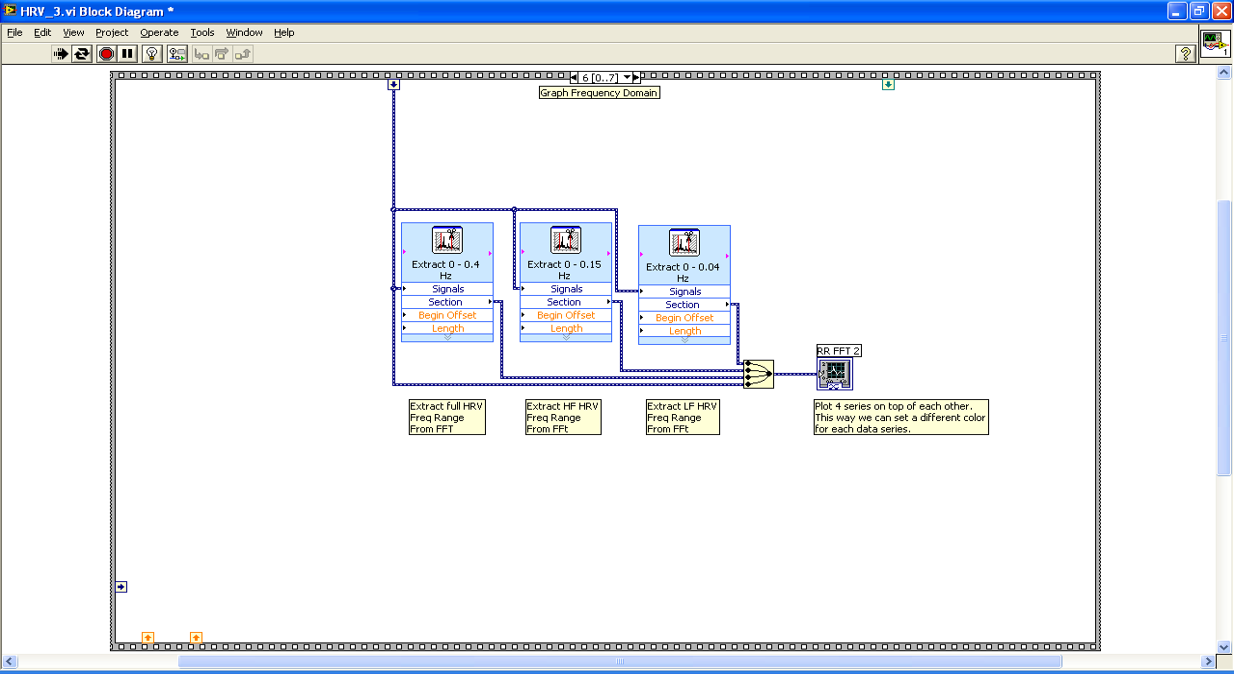 HRV_3.vi Block Diagram *
File Edit View Project Operate Tools Window Help
1
6 [0..7]
Graph Frequency Domain
Extract 0 - 0.4
Hz
Signals
Section
Begin Offset
Length
Extract 0 - 0.15
Hz
Signals
Section
Begin Offset
Length
Extract 0 - 0.04
Hz
Signals
Section
Begin Offset
Length
RR FFT 2
Extract full HRV
Freq Range
From FFT
Extract HF HRV
Freq Range
From FFt
Extract LF HRV
Freq Range
From FFt
Plot 4 series on top of each other.
This way we can set a different color
for each data series.